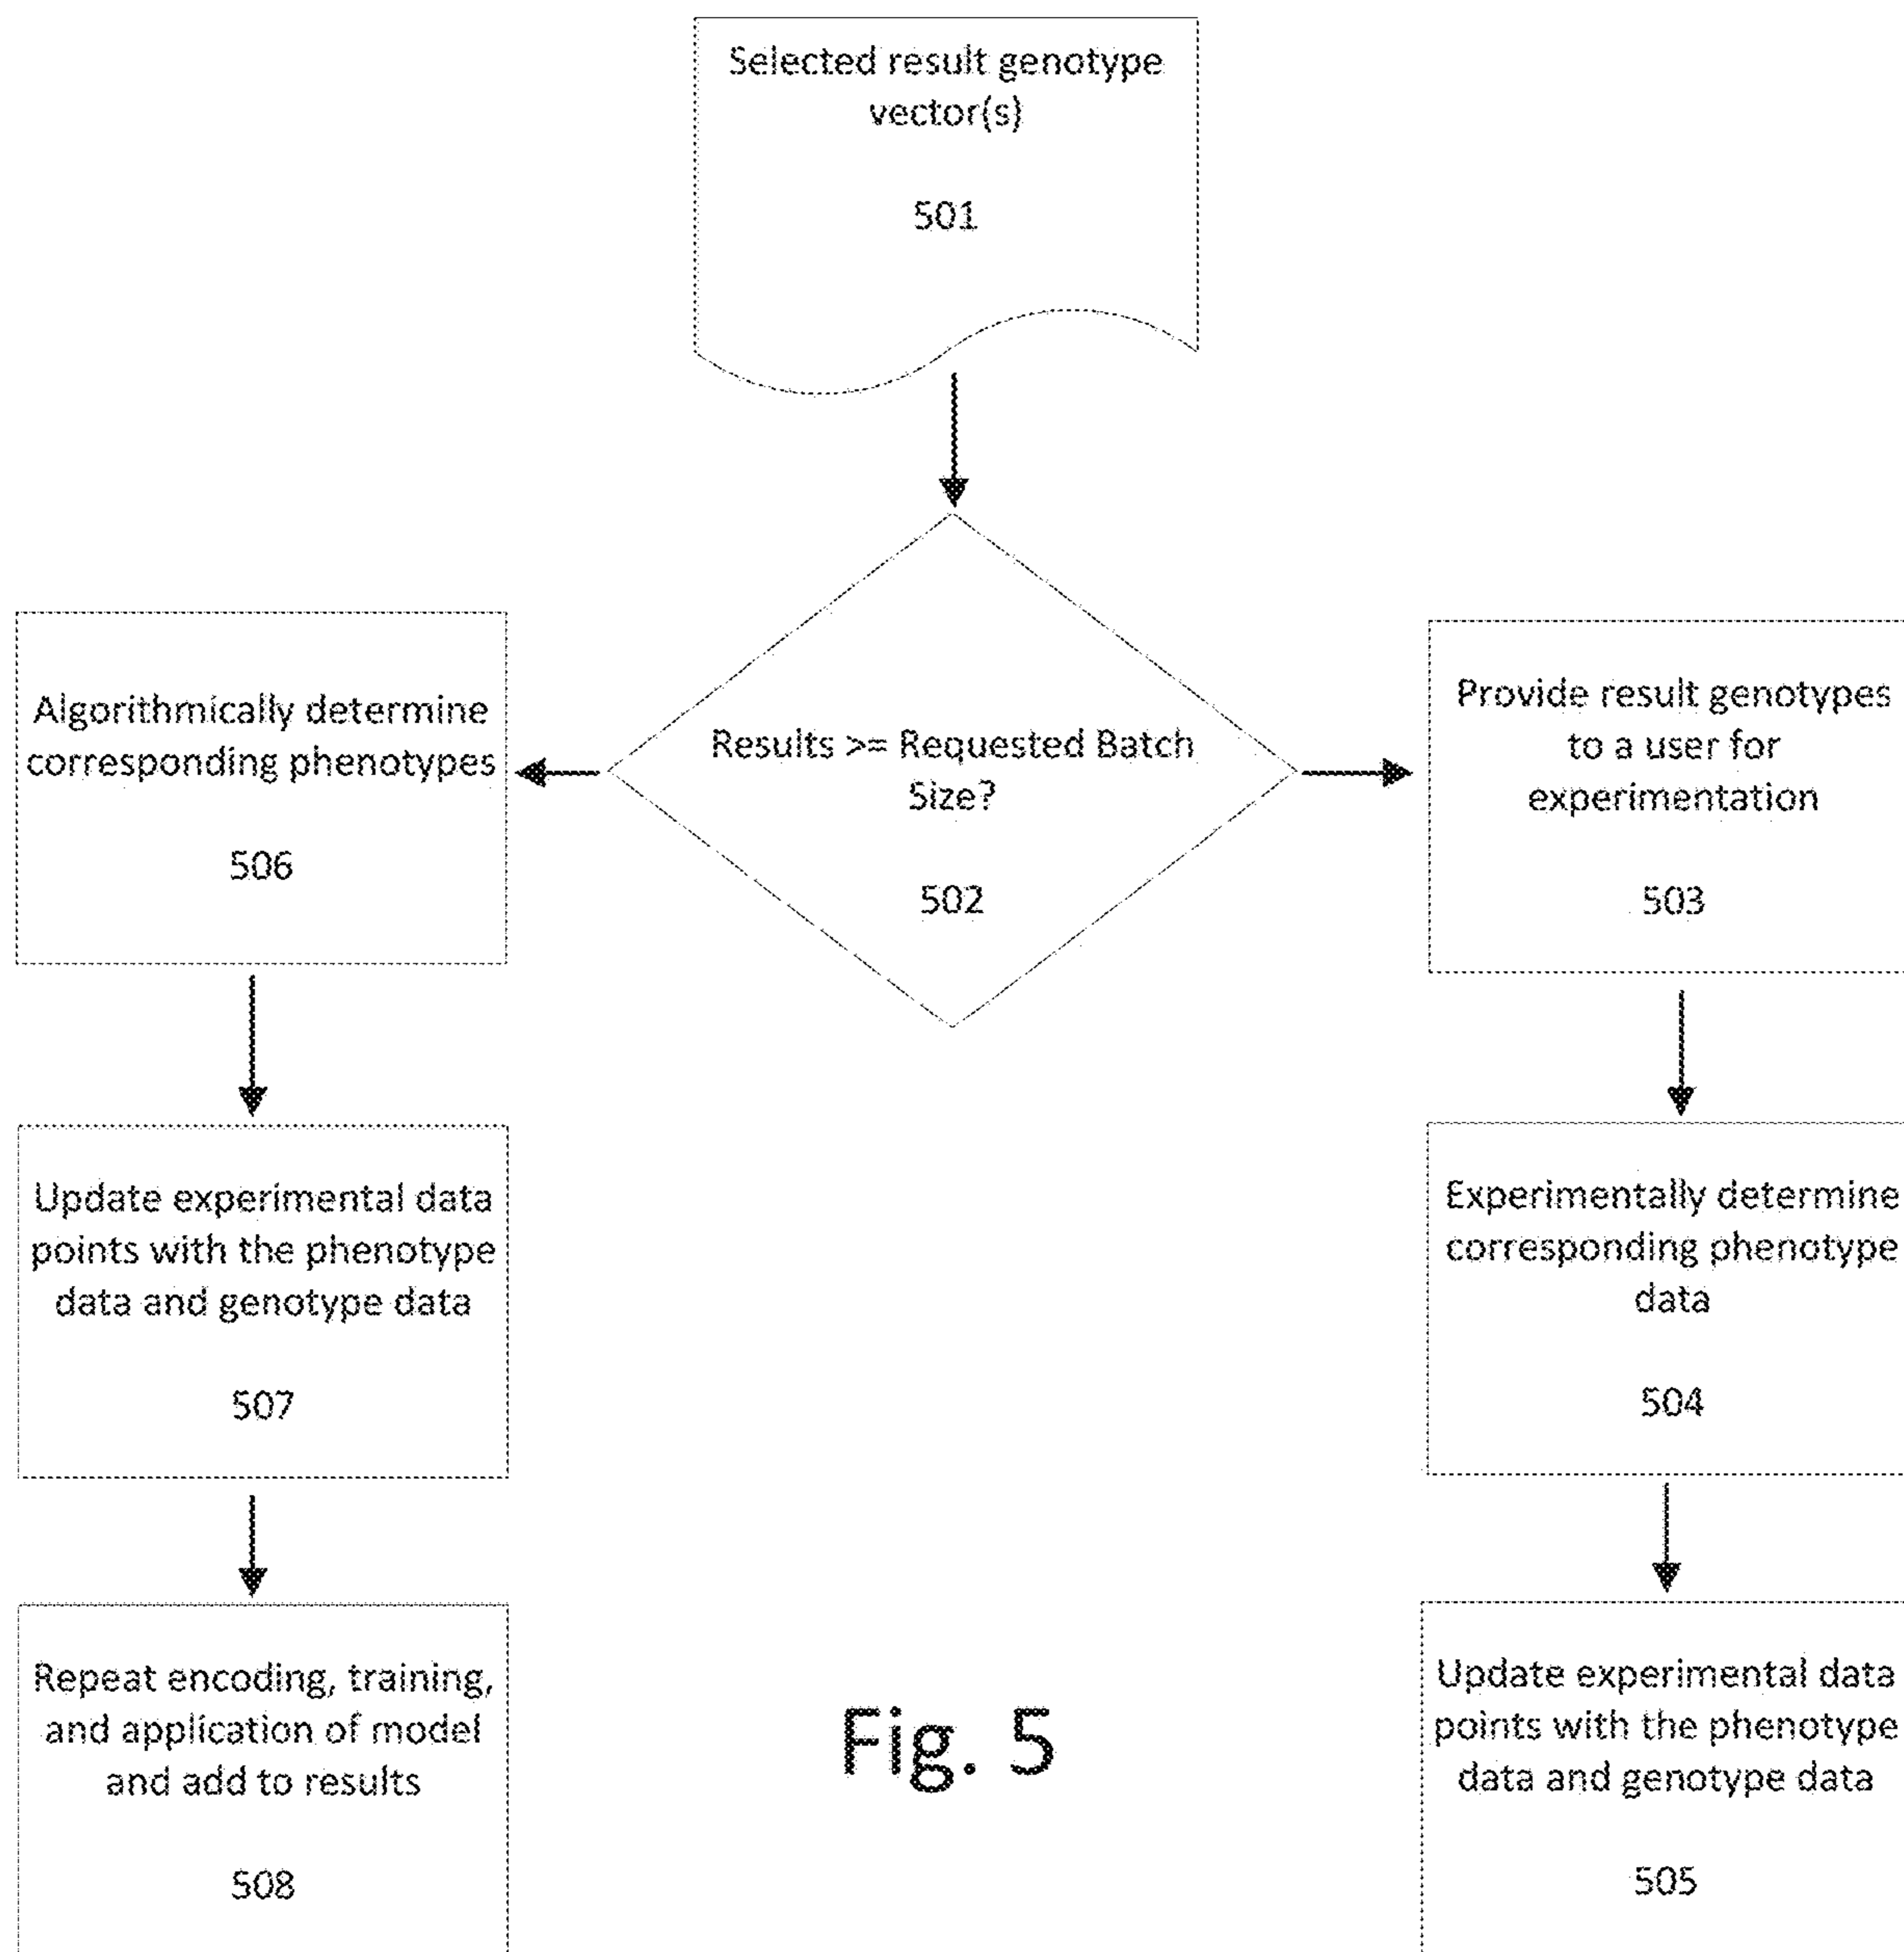 Selected result genotype
vector(s)
501
Results >= Requested Batch
Size?
502
Algorithmically determine
corresponding phenotypes
506
Provide result genotypes
to a user for
experimentation
503
Update experimental data
points with the phenotype
data and genotype data
507
Experimentally determine
corresponding phenotype
data
504
Repeat encoding, training,
and application of model
and add to results
508
Update experimental data
points with the phenotype
data and genotype data
505
Fig. 5